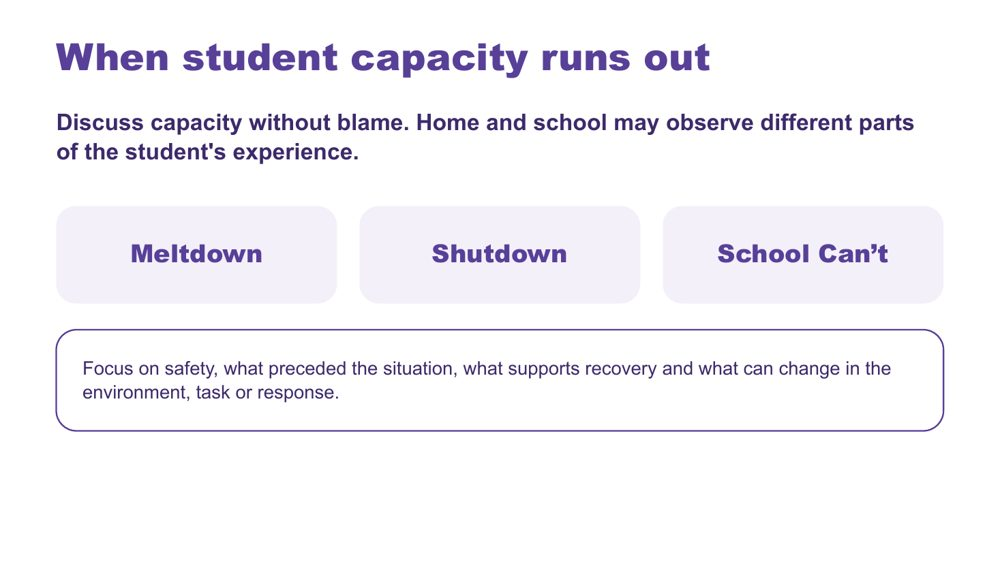 When student capacity runs out
Discuss capacity without blame. Home and school may observe different parts
of the student's experience.
Meltdown
Shutdown
School Can’t
Focus on safety, what preceded the situation, what supports recovery and what can change in the
environment, task or response.